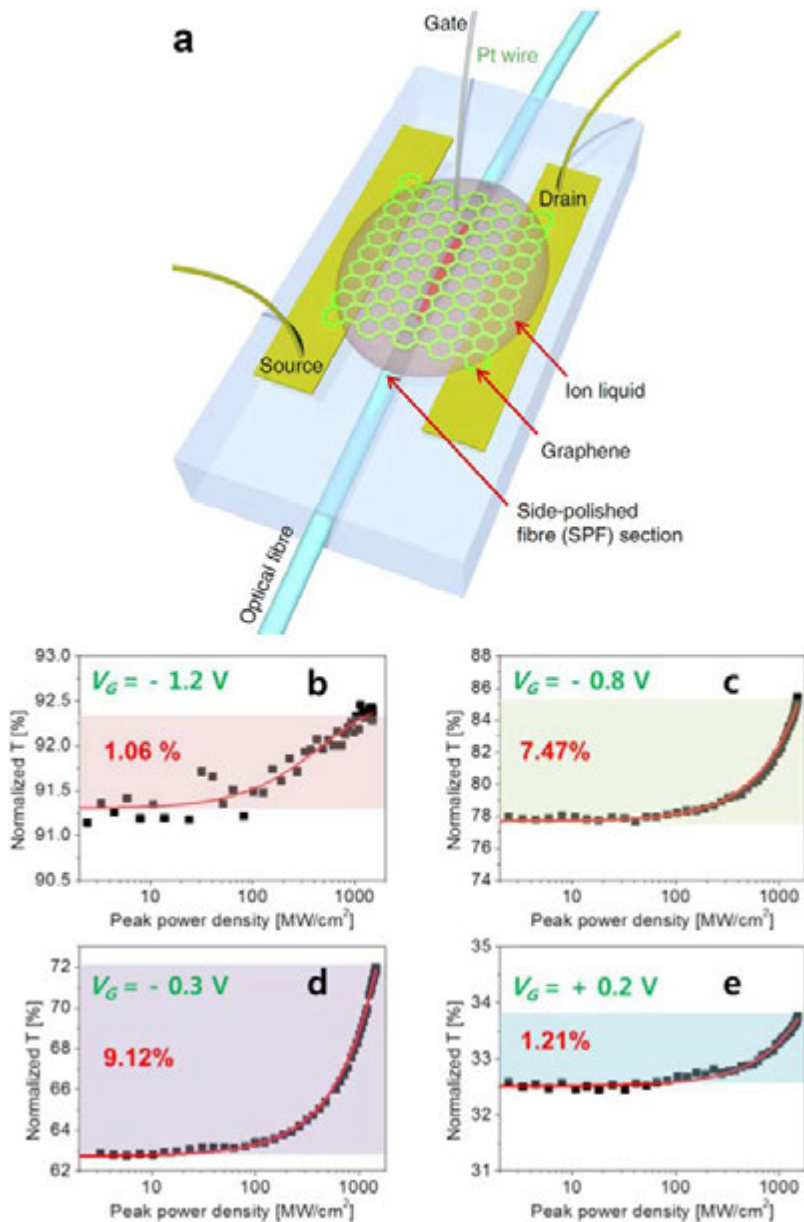 a
Gate
Pt wire
Drain
Source
Ion liquid
Graphene
Side-polished
fibre (SPF) section
Optical fibre
93.0
92.5
92.0
91.5
91.0
90.5
Normalized T [%]
V_G = - 1.2 V
b
1.06 %
10
100
1000
Peak power density [MW/cm²]
88
86
84
82
80
78
76
74
Normalized T [%]
V_G = - 0.8 V
c
7.47%
10
100
1000
Peak power density [MW/cm²]
72
70
68
66
64
62
Normalized T [%]
V_G = - 0.3 V
d
9.12%
10
100
1000
Peak power density [MW/cm²]
35
34
33
32
31
Normalized T [%]
V_G = + 0.2 V
e
1.21%
10
100
1000
Peak power density [MW/cm²]